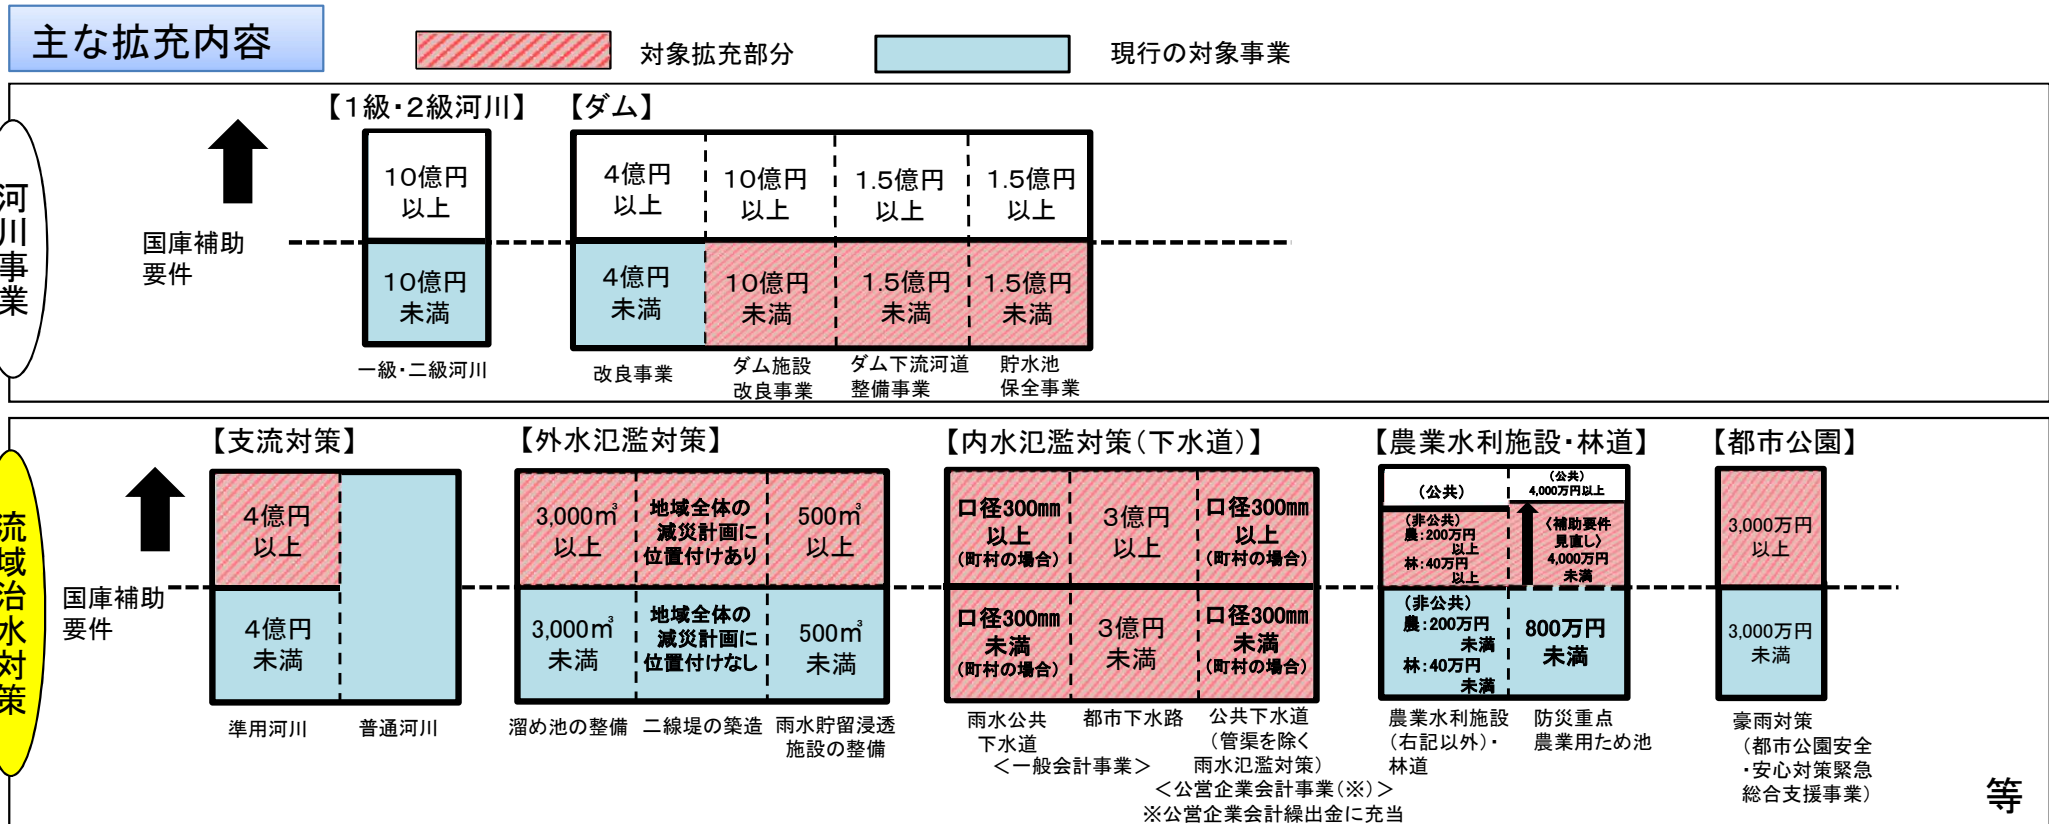 主な拡充内容
対象拡充部分
現行の対象事業
河川事業
【1級・2級河川】
【ダム】
国庫補助
要件
10億円
以上
4億円
以上
10億円
以上
1.5億円
以上
1.5億円
以上
10億円
未満
4億円
未満
10億円
未満
1.5億円
未満
1.5億円
未満
一級・二級河川
改良事業
ダム施設
改良事業
ダム下流河道
整備事業
貯水池
保全事業
流域治水対策
【支流対策】
【外水氾濫対策】
【内水氾濫対策(下水道)】
【農業水利施設・林道】
【都市公園】
国庫補助
要件
4億円
以上
4億円
未満
準用河川
普通河川
3,000㎥
以上
地域全体の
減災計画に
位置付けあり
500㎥
以上
3,000㎥
未満
地域全体の
減災計画に
位置付けなし
500㎥
未満
溜め池の整備
二線堤の築造
雨水貯留浸透
施設の整備
口径300㎜
以上
(町村の場合)
3億円
以上
口径300㎜
以上
(町村の場合)
口径300㎜
未満
(町村の場合)
3億円
未満
口径300㎜
未満
(町村の場合)
雨水公共
下水道
都市下水路
<一般会計事業>
公共下水道
(管渠を除く
雨水氾濫対策)
<公営企業会計事業(※)>
※公営企業会計繰出金に充当
(公共)
(公共)
4,000万円以上
(非公共)
農:200万円
以上
林:40万円
以上
〈補助要件
見直し〉
4,000万円
未満
(非公共)
農:200万円
未満
林:40万円
未満
800万円
未満
農業水利施設
(右記以外)・
林道
防災重点
農業用ため池
3,000万円
以上
3,000万円
未満
豪雨対策
(都市公園安全
・安心対策緊急
総合支援事業)
等